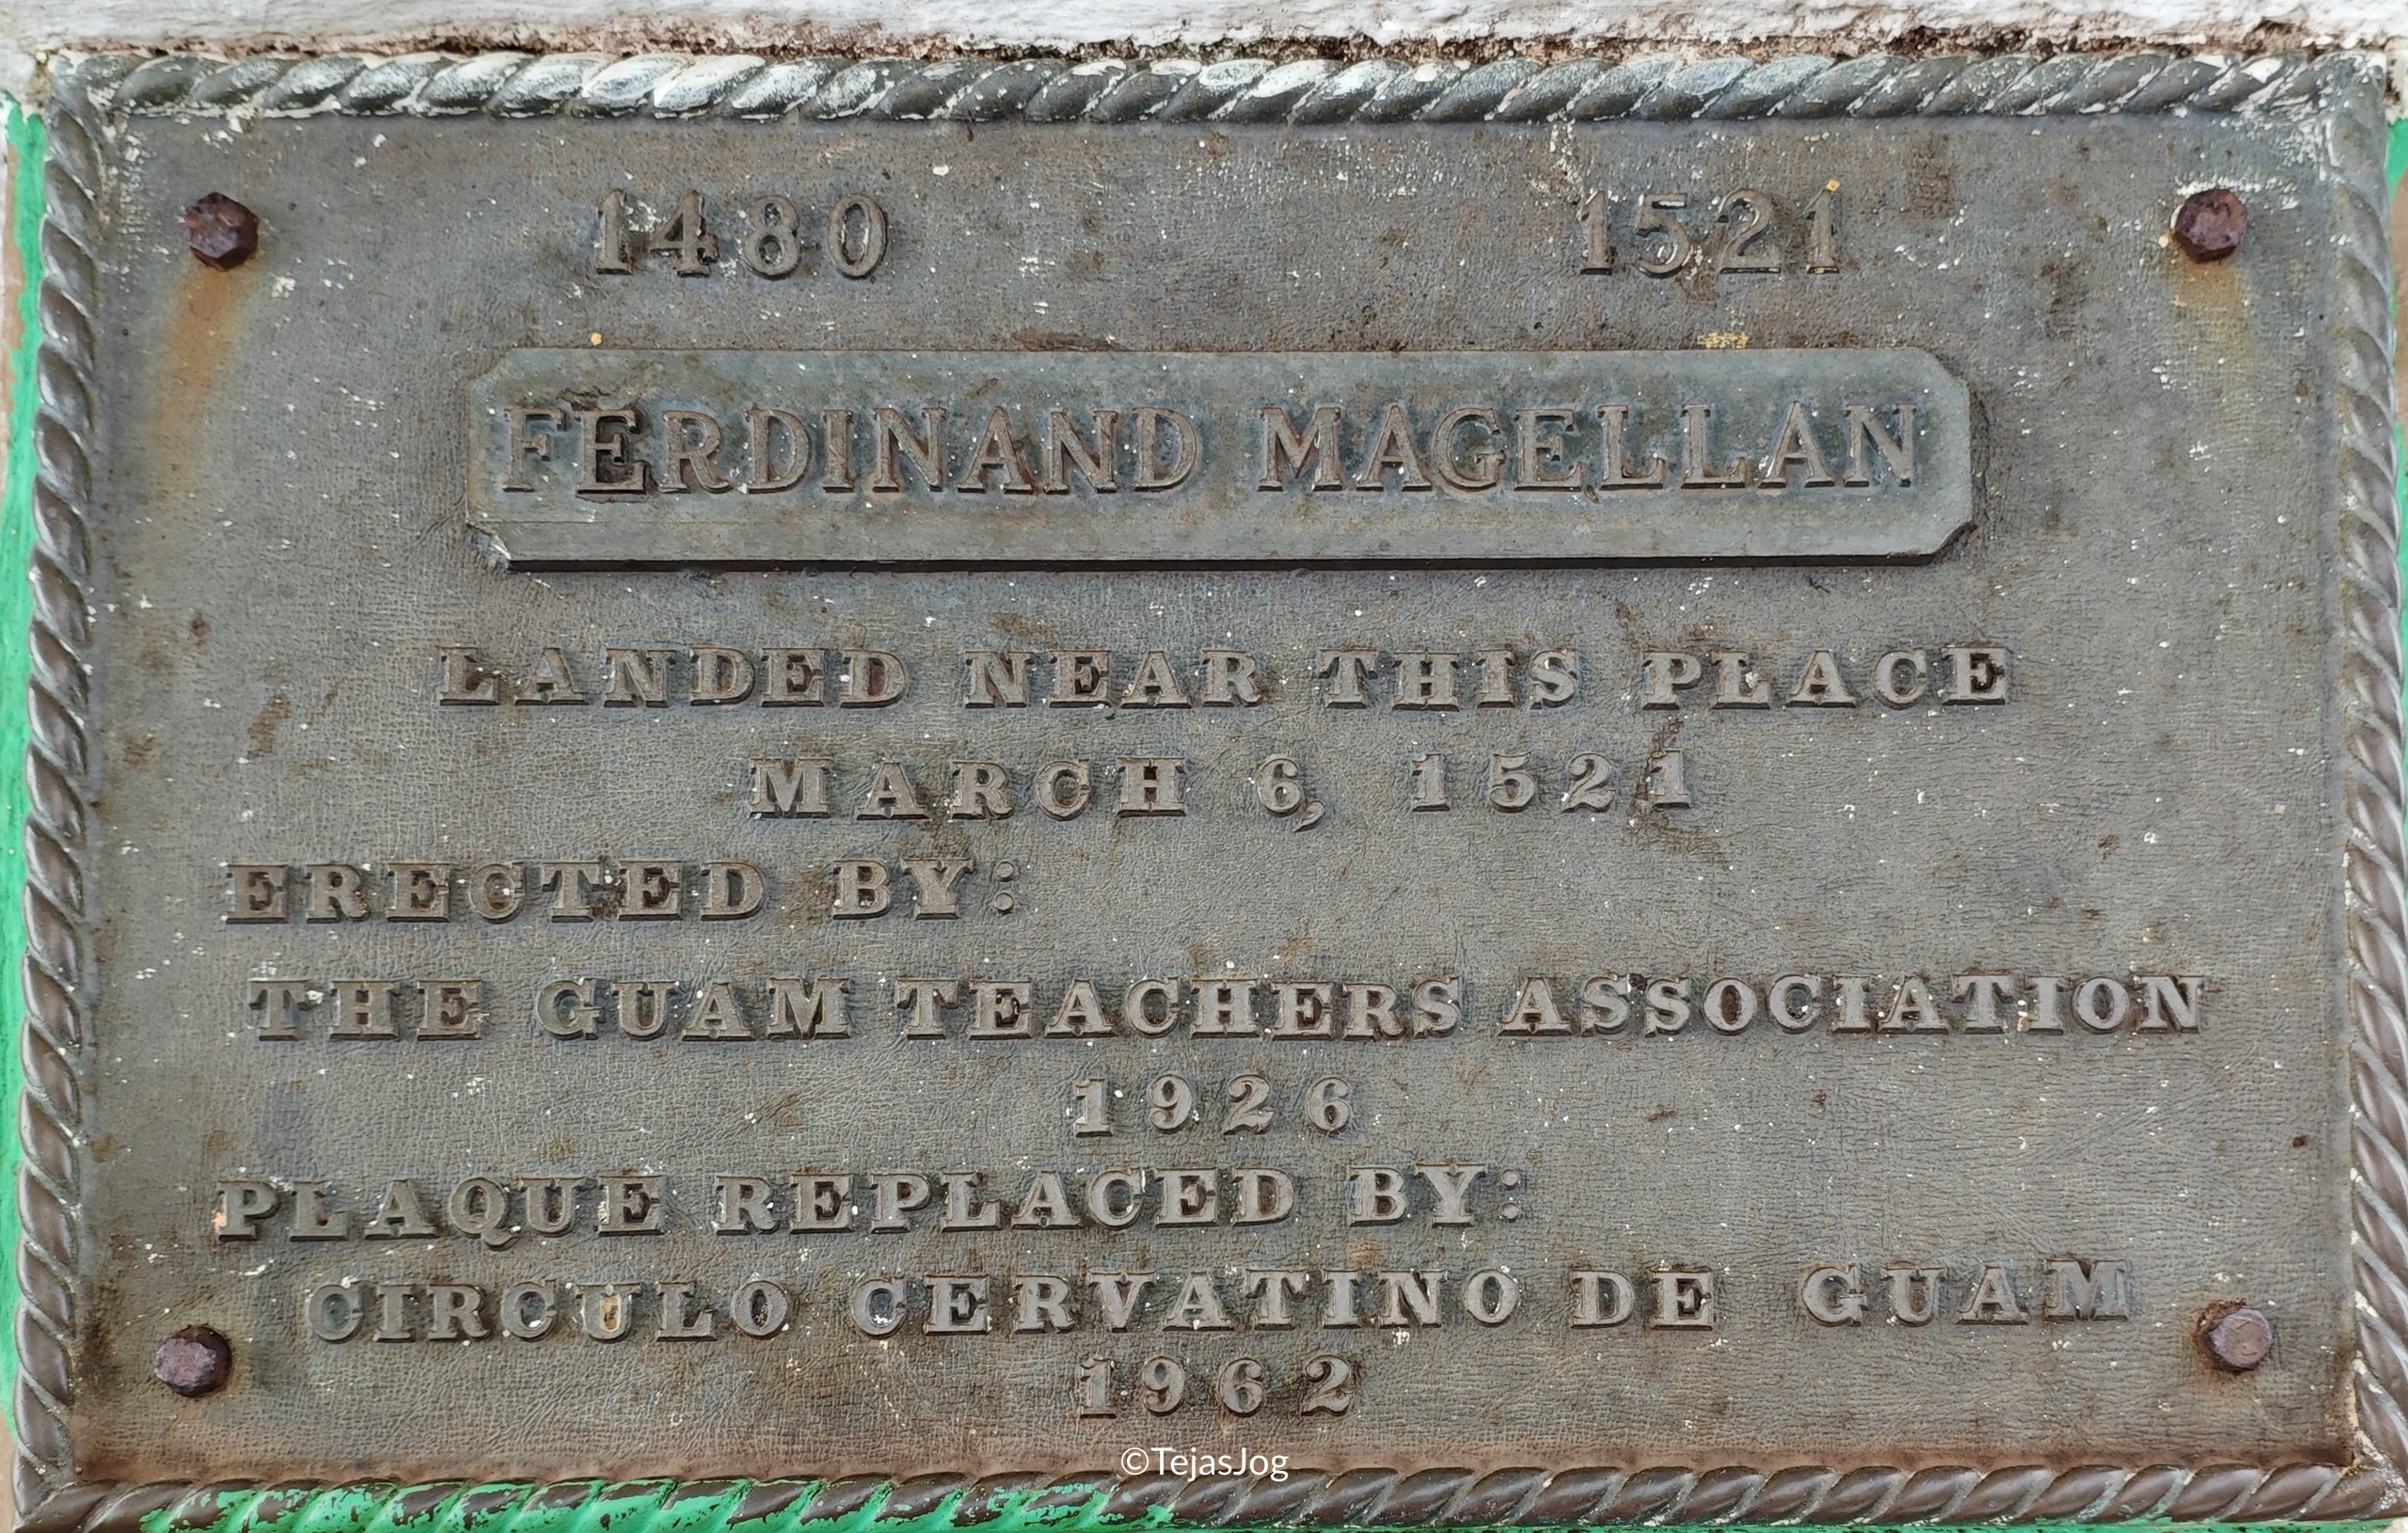 1480 1521
FERDINAND MAGELLAN
LANDED NEAR THIS PLACE
MARCH 6, 1521
ERECTED BY:
THE GUAM TEACHERS ASSOCIATION
1926
PLAQUE REPLACED BY:
CIRCULO CERVATINO DE GUAM
1962
©TejasJog